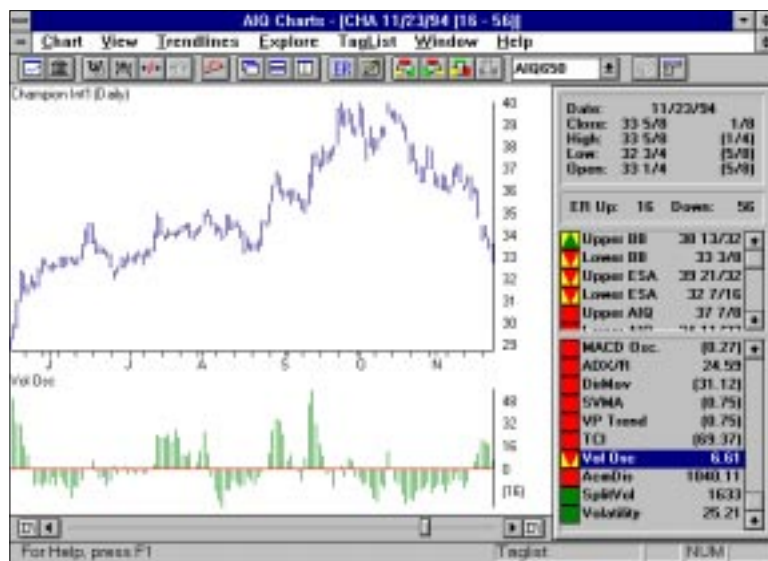 AIQ Charts - [CHA 11/23/94 [16 - 56]]
Chart View Trendlines Explore TagList Window Help
ER AIQ650
Champion Int'l (Daily)
40
39
38
37
36
35
34
33
32
31
30
29
J J A S O N
Vol Osc
48
32
16
0
(16)
Date: 11/23/94
Close: 33 5/8 1/8
High: 33 5/8 (1/4)
Low: 32 3/4 (5/8)
Open: 33 1/4 (5/8)
ER Up: 16 Down: 56
Upper BB 38 13/32
Lower BB 33 3/8
Upper ESA 39 21/32
Lower ESA 32 7/16
Upper AIQ 37 7/8
MACD Osc. (0.27)
ADX/R 24.59
DirMov (31.12)
SVMA (0.75)
VP Trend (0.75)
TCI (69.37)
Vol Osc 6.61
AcmDis 1040.11
SplitVol 1633
Volatility 25.21
For Help, press F1 Taglist NUM